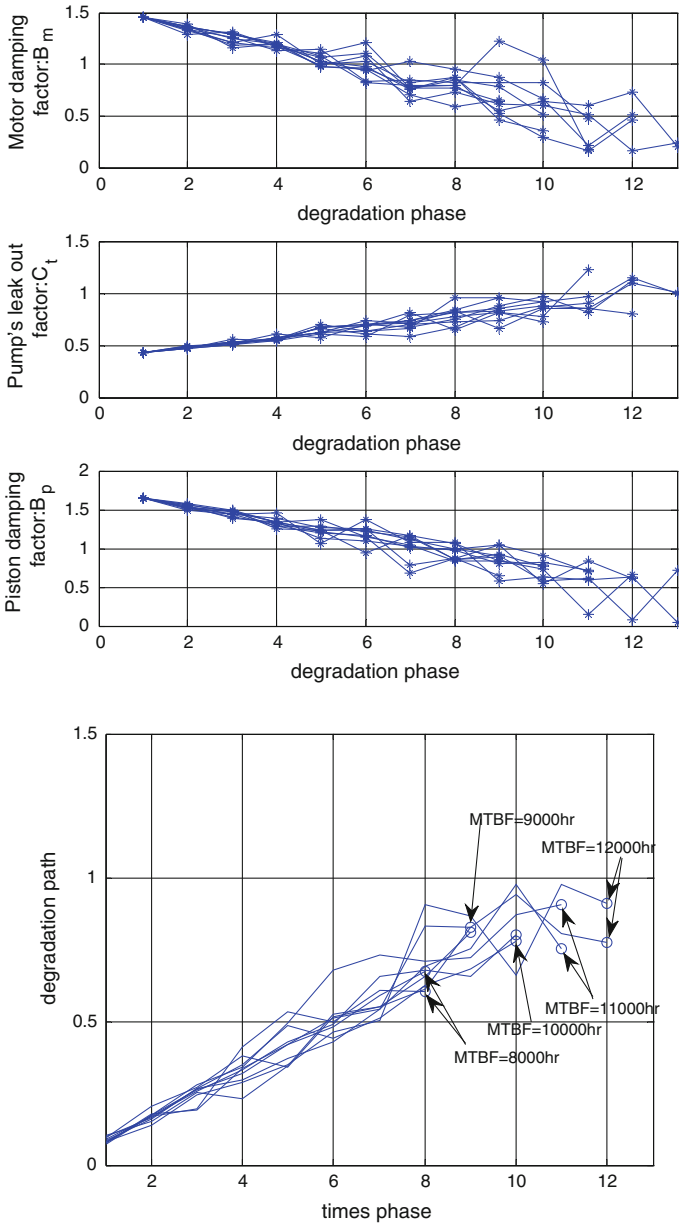 Motor damping
factor:B_m
1.5
1
0.5
0
0 2 4 6 8 10 12
degradation phase
Pump's leak out
factor:C_t
1.5
1
0.5
0
0 2 4 6 8 10 12
degradation phase
Piston damping
factor:B_p
2
1.5
1
0.5
0
0 2 4 6 8 10 12
degradation phase
degradation path
1.5
1
0.5
0
MTBF=9000hr
MTBF=12000hr
MTBF=11000hr
MTBF=10000hr
MTBF=8000hr
2 4 6 8 10 12
times phase